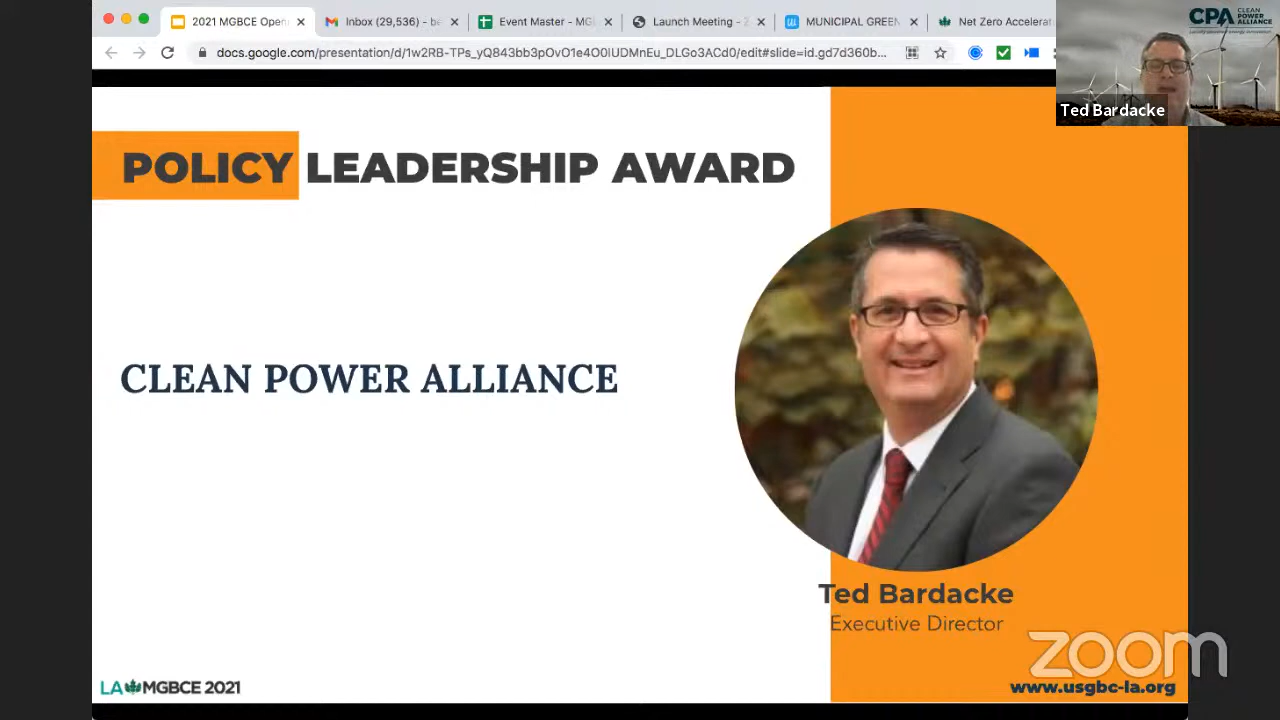 2021 MGBCE Open
Inbox (29,536) - be
Event Master - MG
Launch Meeting - Z
MUNICIPAL GREEN
Net Zero Accelerat
docs.google.com/presentation/d/1w2RB-TPs_yQ843bb3pOvO1e4O0IUDMnEu_DLGo3ACd0/edit#slide=id.gd7d360b...
CPA CLEAN POWER ALLIANCE
Ted Bardacke
POLICY LEADERSHIP AWARD
CLEAN POWER ALLIANCE
Ted Bardacke
Executive Director
zoom
LA MGBCE 2021
www.usgbc-la.org